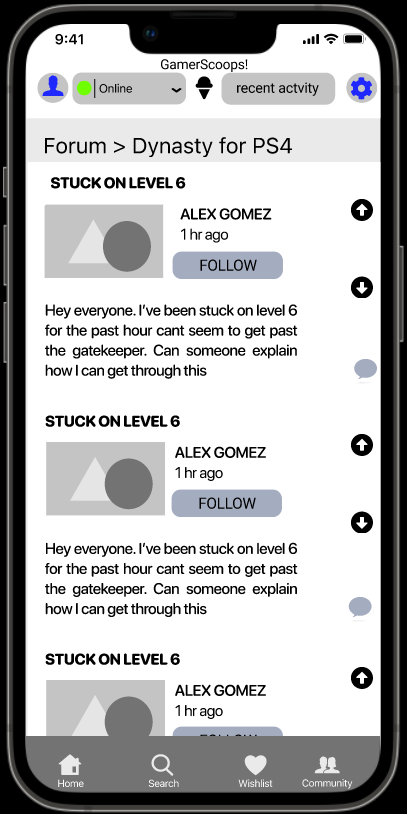 9:41
GamerScoops!
Online
recent actvity
Forum > Dynasty for PS4
STUCK ON LEVEL 6
ALEX GOMEZ
1 hr ago
FOLLOW
Hey everyone. I've been stuck on level 6
for the past hour cant seem to get past
the gatekeeper. Can someone explain
how I can get through this
STUCK ON LEVEL 6
ALEX GOMEZ
1 hr ago
FOLLOW
Hey everyone. I've been stuck on level 6
for the past hour cant seem to get past
the gatekeeper. Can someone explain
how I can get through this
STUCK ON LEVEL 6
ALEX GOMEZ
1 hr ago
FOLLOW
Home
Search
Wishlist
Community